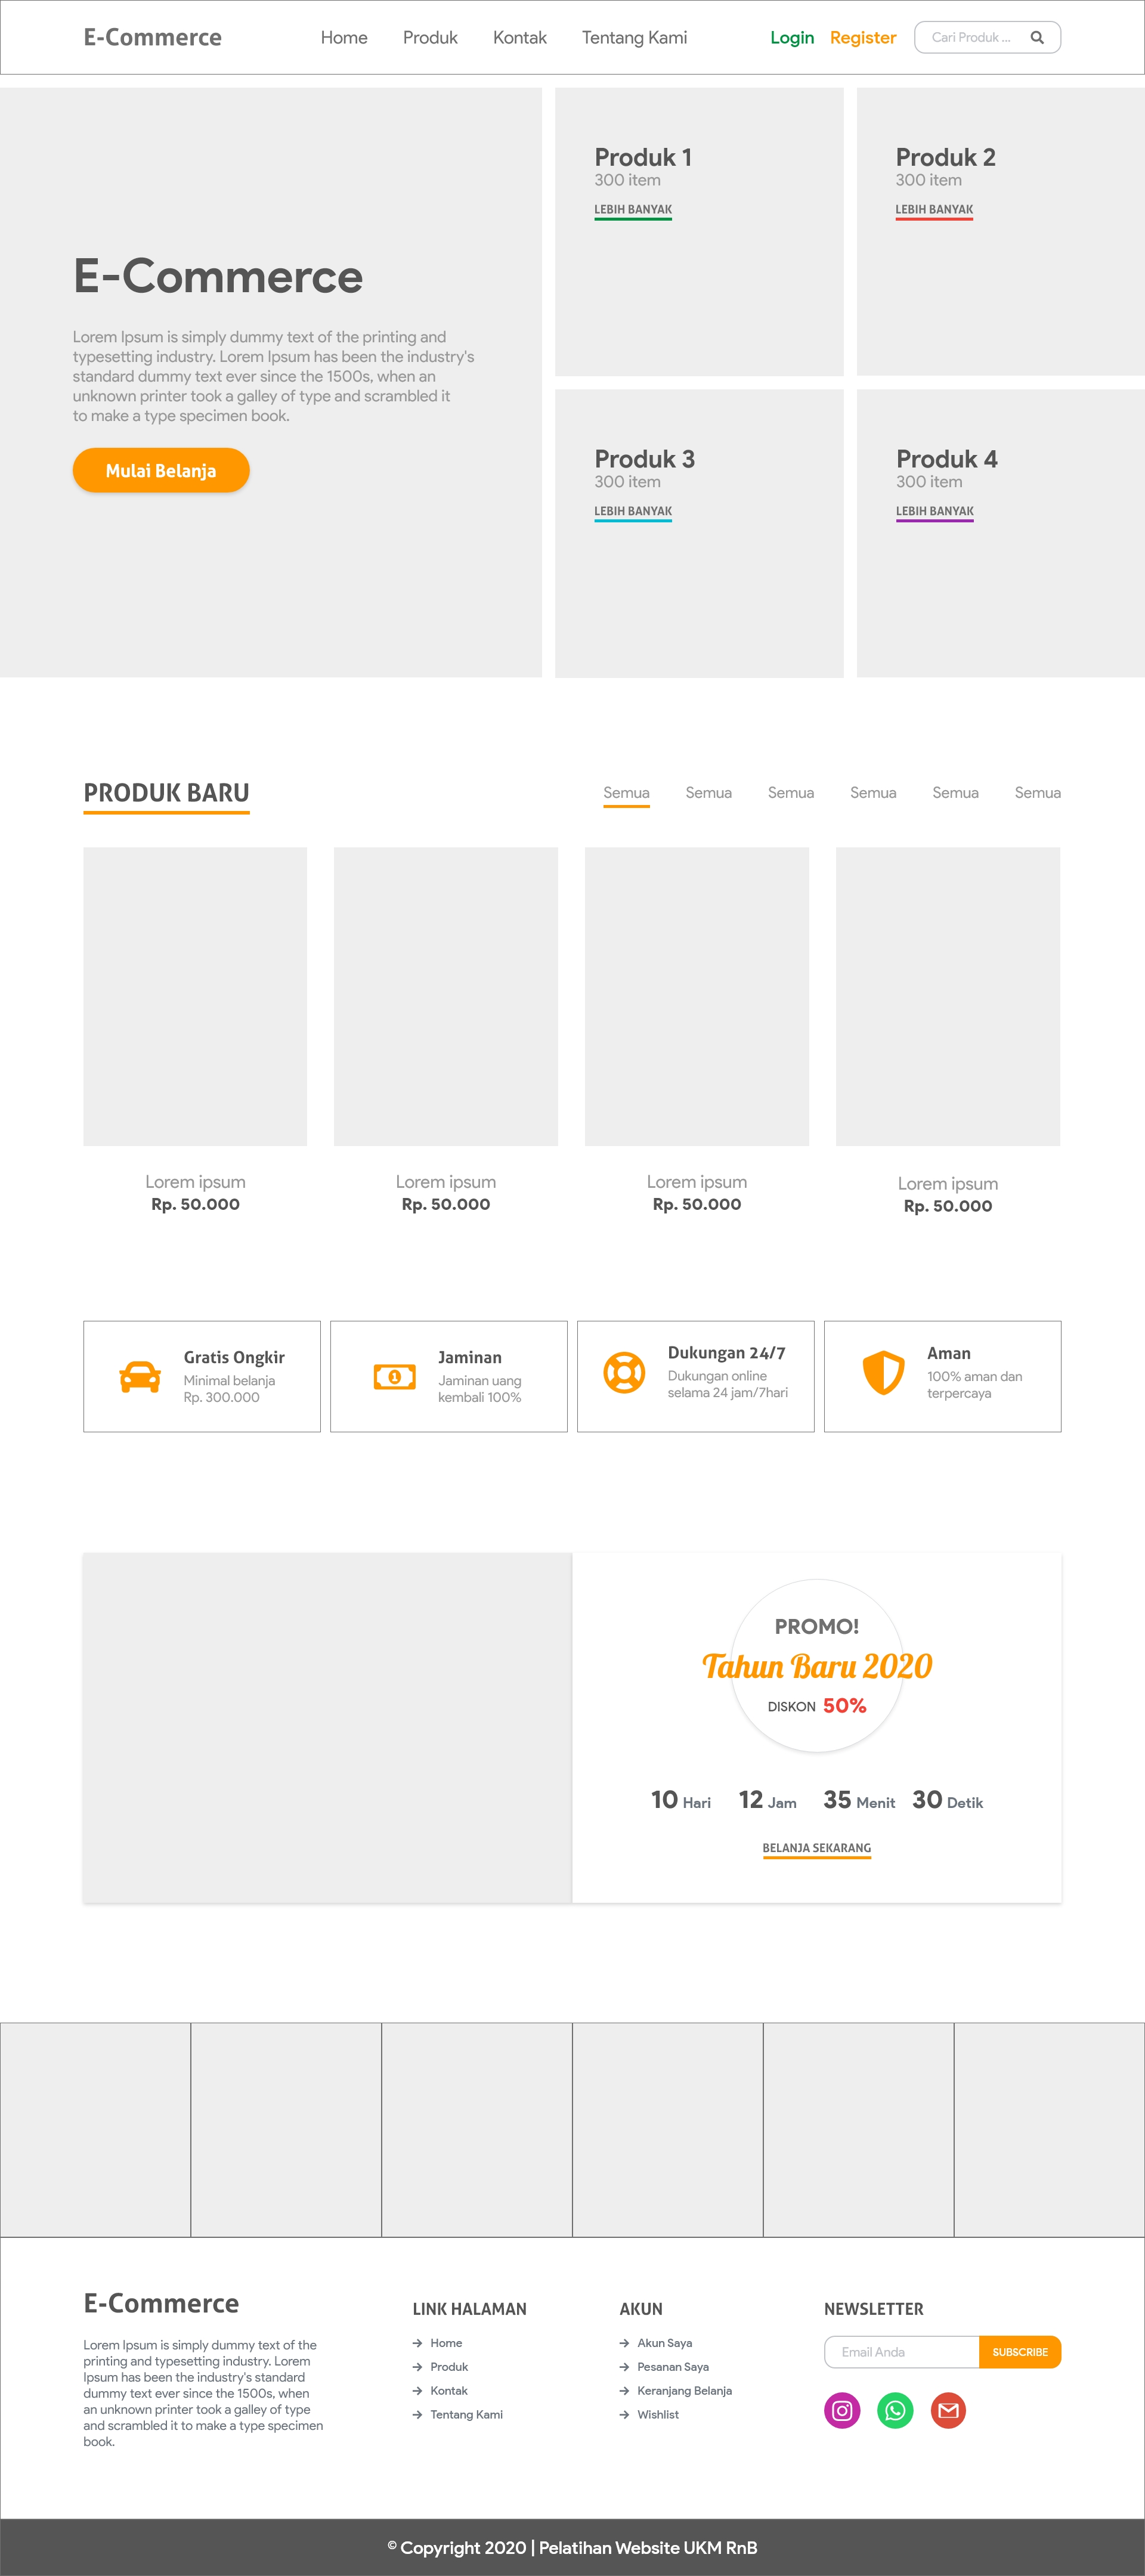 E-Commerce
Home
Produk
Kontak
Tentang Kami
Login
Register
Cari Produk ...
E-Commerce
Lorem Ipsum is simply dummy text of the printing and
typesetting industry. Lorem Ipsum has been the industry's
standard dummy text ever since the 1500s, when an
unknown printer took a galley of type and scrambled it
to make a type specimen book.
Mulai Belanja
Produk 1
300 item
LEBIH BANYAK
Produk 2
300 item
LEBIH BANYAK
Produk 3
300 item
LEBIH BANYAK
Produk 4
300 item
LEBIH BANYAK
PRODUK BARU
Semua
Semua
Semua
Semua
Semua
Semua
Lorem ipsum
Rp. 50.000
Lorem ipsum
Rp. 50.000
Lorem ipsum
Rp. 50.000
Lorem ipsum
Rp. 50.000
Gratis Ongkir
Minimal belanja
Rp. 300.000
1
Jaminan
Jaminan uang
kembali 100%
Dukungan 24/7
Dukungan online
selama 24 jam/7hari
Aman
100% aman dan
terpercaya
PROMO!
Tahun Baru 2020
DISKON 50%
10 Hari
12 Jam
35 Menit
30 Detik
BELANJA SEKARANG
E-Commerce
Lorem Ipsum is simply dummy text of the
printing and typesetting industry. Lorem
Ipsum has been the industry's standard
dummy text ever since the 1500s, when
an unknown printer took a galley of type
and scrambled it to make a type specimen
book.
LINK HALAMAN
Home
Produk
Kontak
Tentang Kami
AKUN
Akun Saya
Pesanan Saya
Keranjang Belanja
Wishlist
NEWSLETTER
Email Anda
SUBSCRIBE
© Copyright 2020 | Pelatihan Website UKM RnB